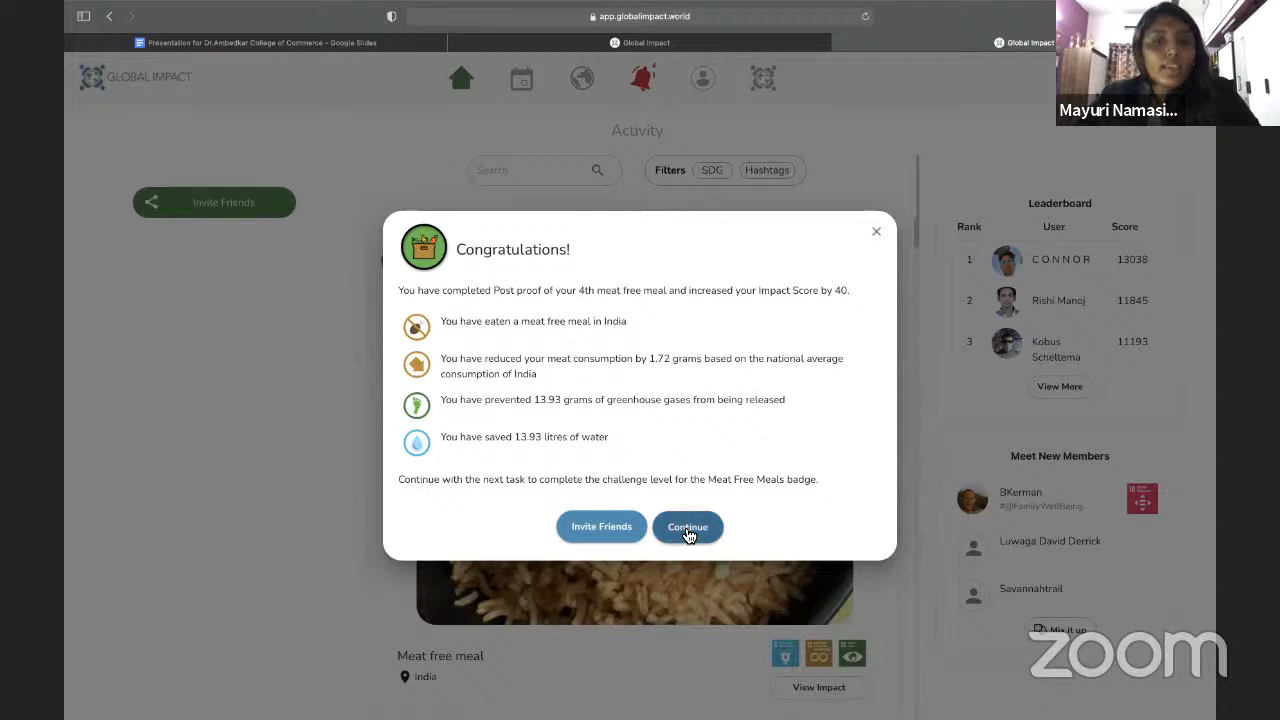 app.globalimpact.world
Presentation for Dr.Ambedkar College of Commerce - Google Slides
Global Impact
Global Impact
Mayuri Namasi...
GLOBAL IMPACT
Activity
Search
Filters SDG Hashtags
Invite Friends
Leaderboard
Rank User Score
1 C O N N O R 13038
2 Rishi Manoj 11845
3 Kobus Scheltema 11193
View More
Congratulations!
You have completed Post proof of your 4th meat free meal and increased your Impact Score by 40.
You have eaten a meat free meal in India
You have reduced your meat consumption by 1.72 grams based on the national average
consumption of India
You have prevented 13.93 grams of greenhouse gases from being released
You have saved 13.93 litres of water
Continue with the next task to complete the challenge level for the Meat Free Meals badge.
Invite Friends Continue
Meet New Members
BKerman
#@FamilyWellBeing
Luwaga David Derrick
Savannahtrail
Mix it up
Meat free meal
India
View Impact
zoom